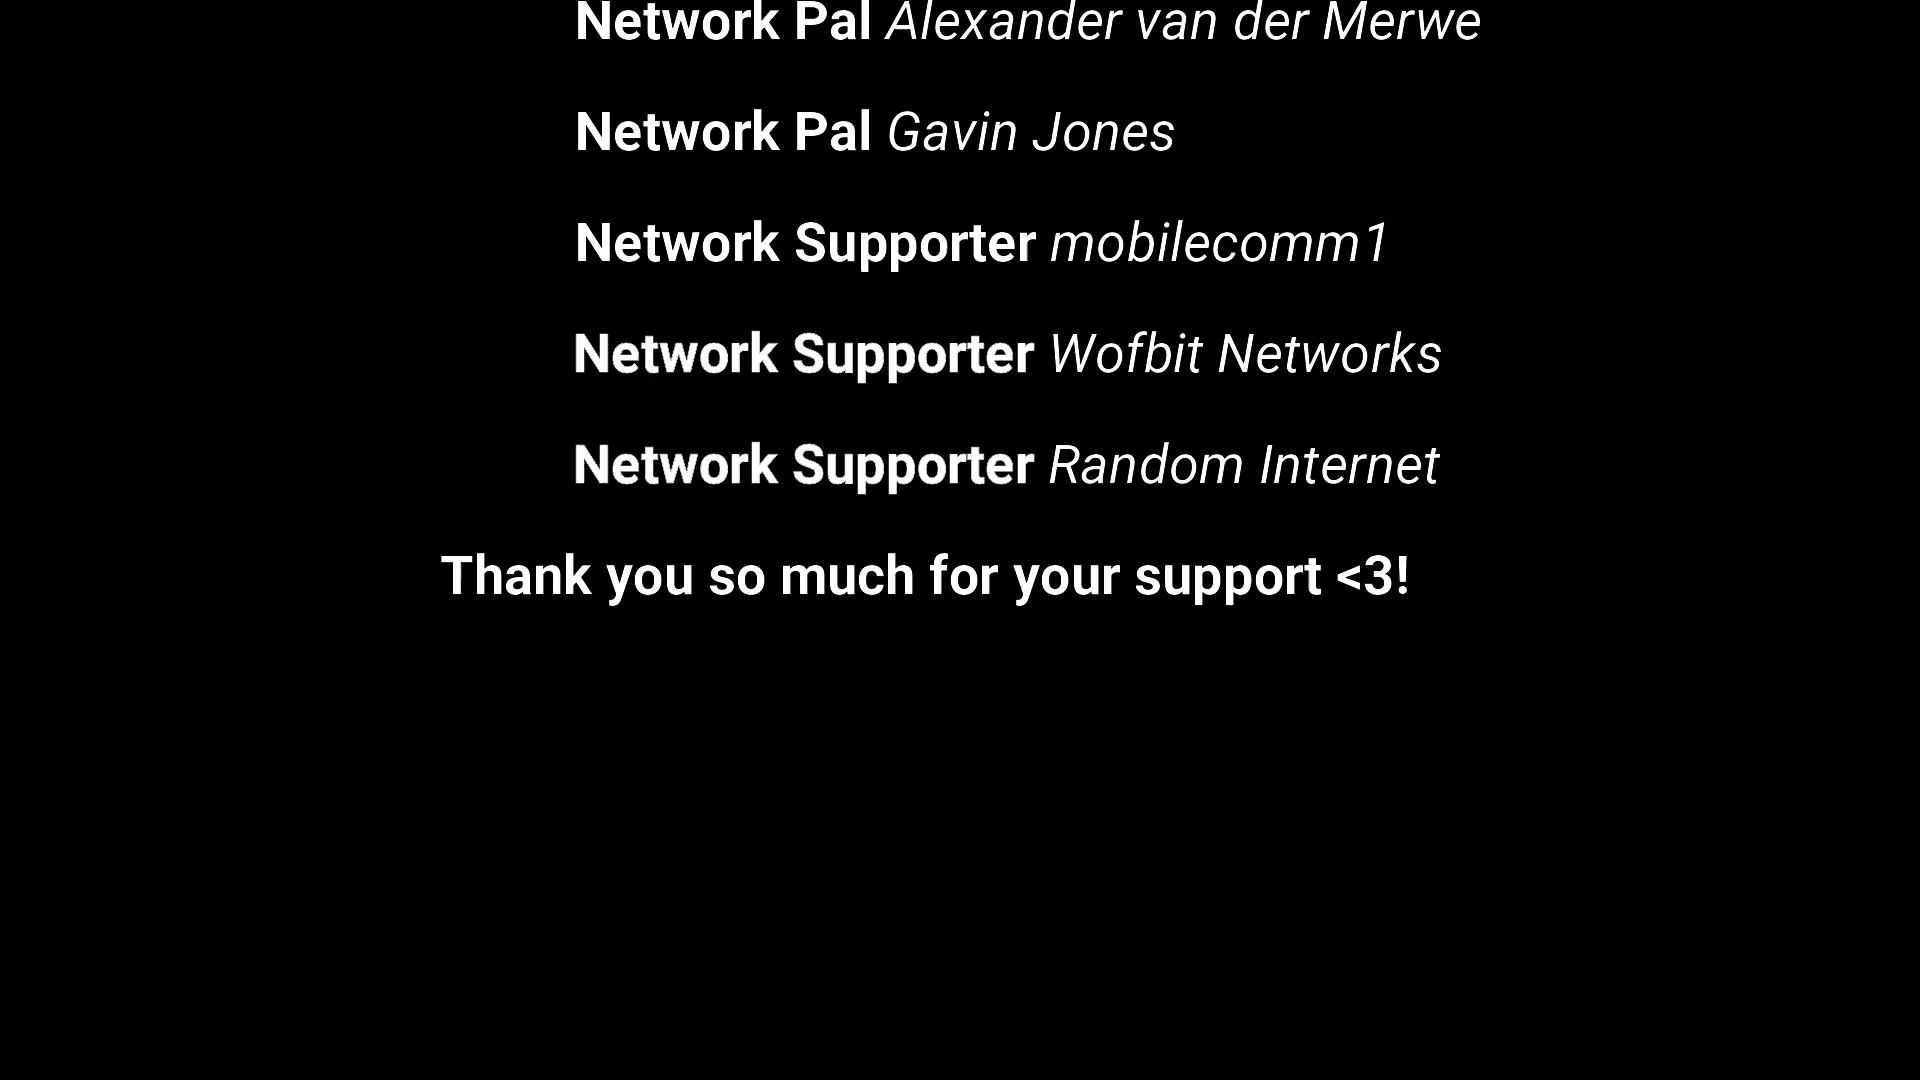 Network Pal Alexander van der Merwe
Network Pal Gavin Jones
Network Supporter mobilecomm1
Network Supporter Wofbit Networks
Network Supporter Random Internet
Thank you so much for your support <3!